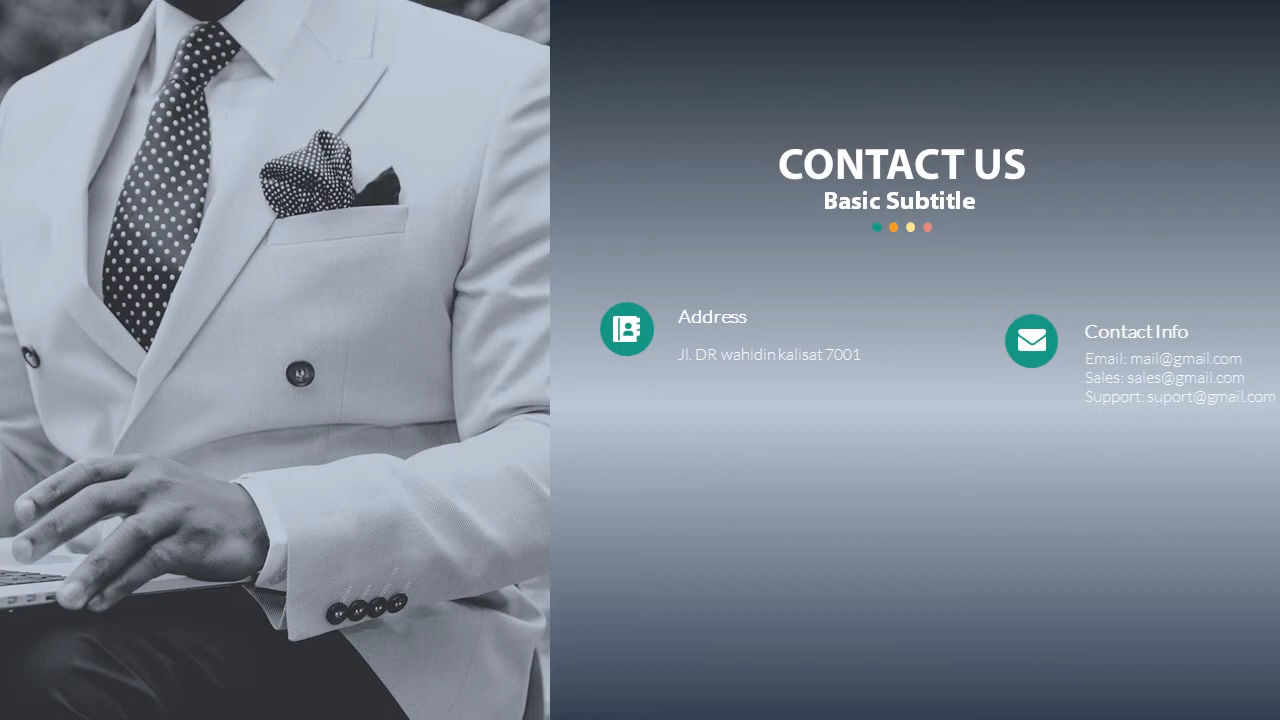 CONTACT US
Basic Subtitle
Address
Jl. DR wahidin kalisat 7001
Contact Info
Email: mail@gmail.com
Sales: sales@gmail.com
Support: suport@gmail.com